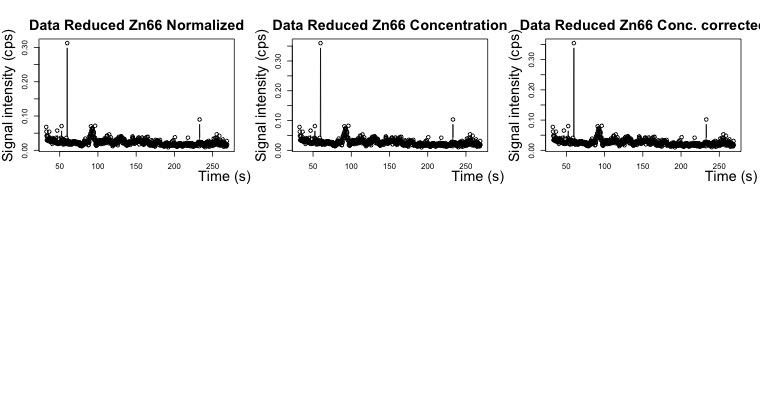 Data Reduced Zn66 Normalized
Signal intensity (cps)
0.00 0.10 0.20 0.30
50 100 150 200 250
Time (s)
Data Reduced Zn66 Concentration
Signal intensity (cps)
0.00 0.10 0.20 0.30
50 100 150 200 250
Time (s)
Data Reduced Zn66 Conc. corrected
Signal intensity (cps)
0.00 0.10 0.20 0.30
50 100 150 200 250
Time (s)